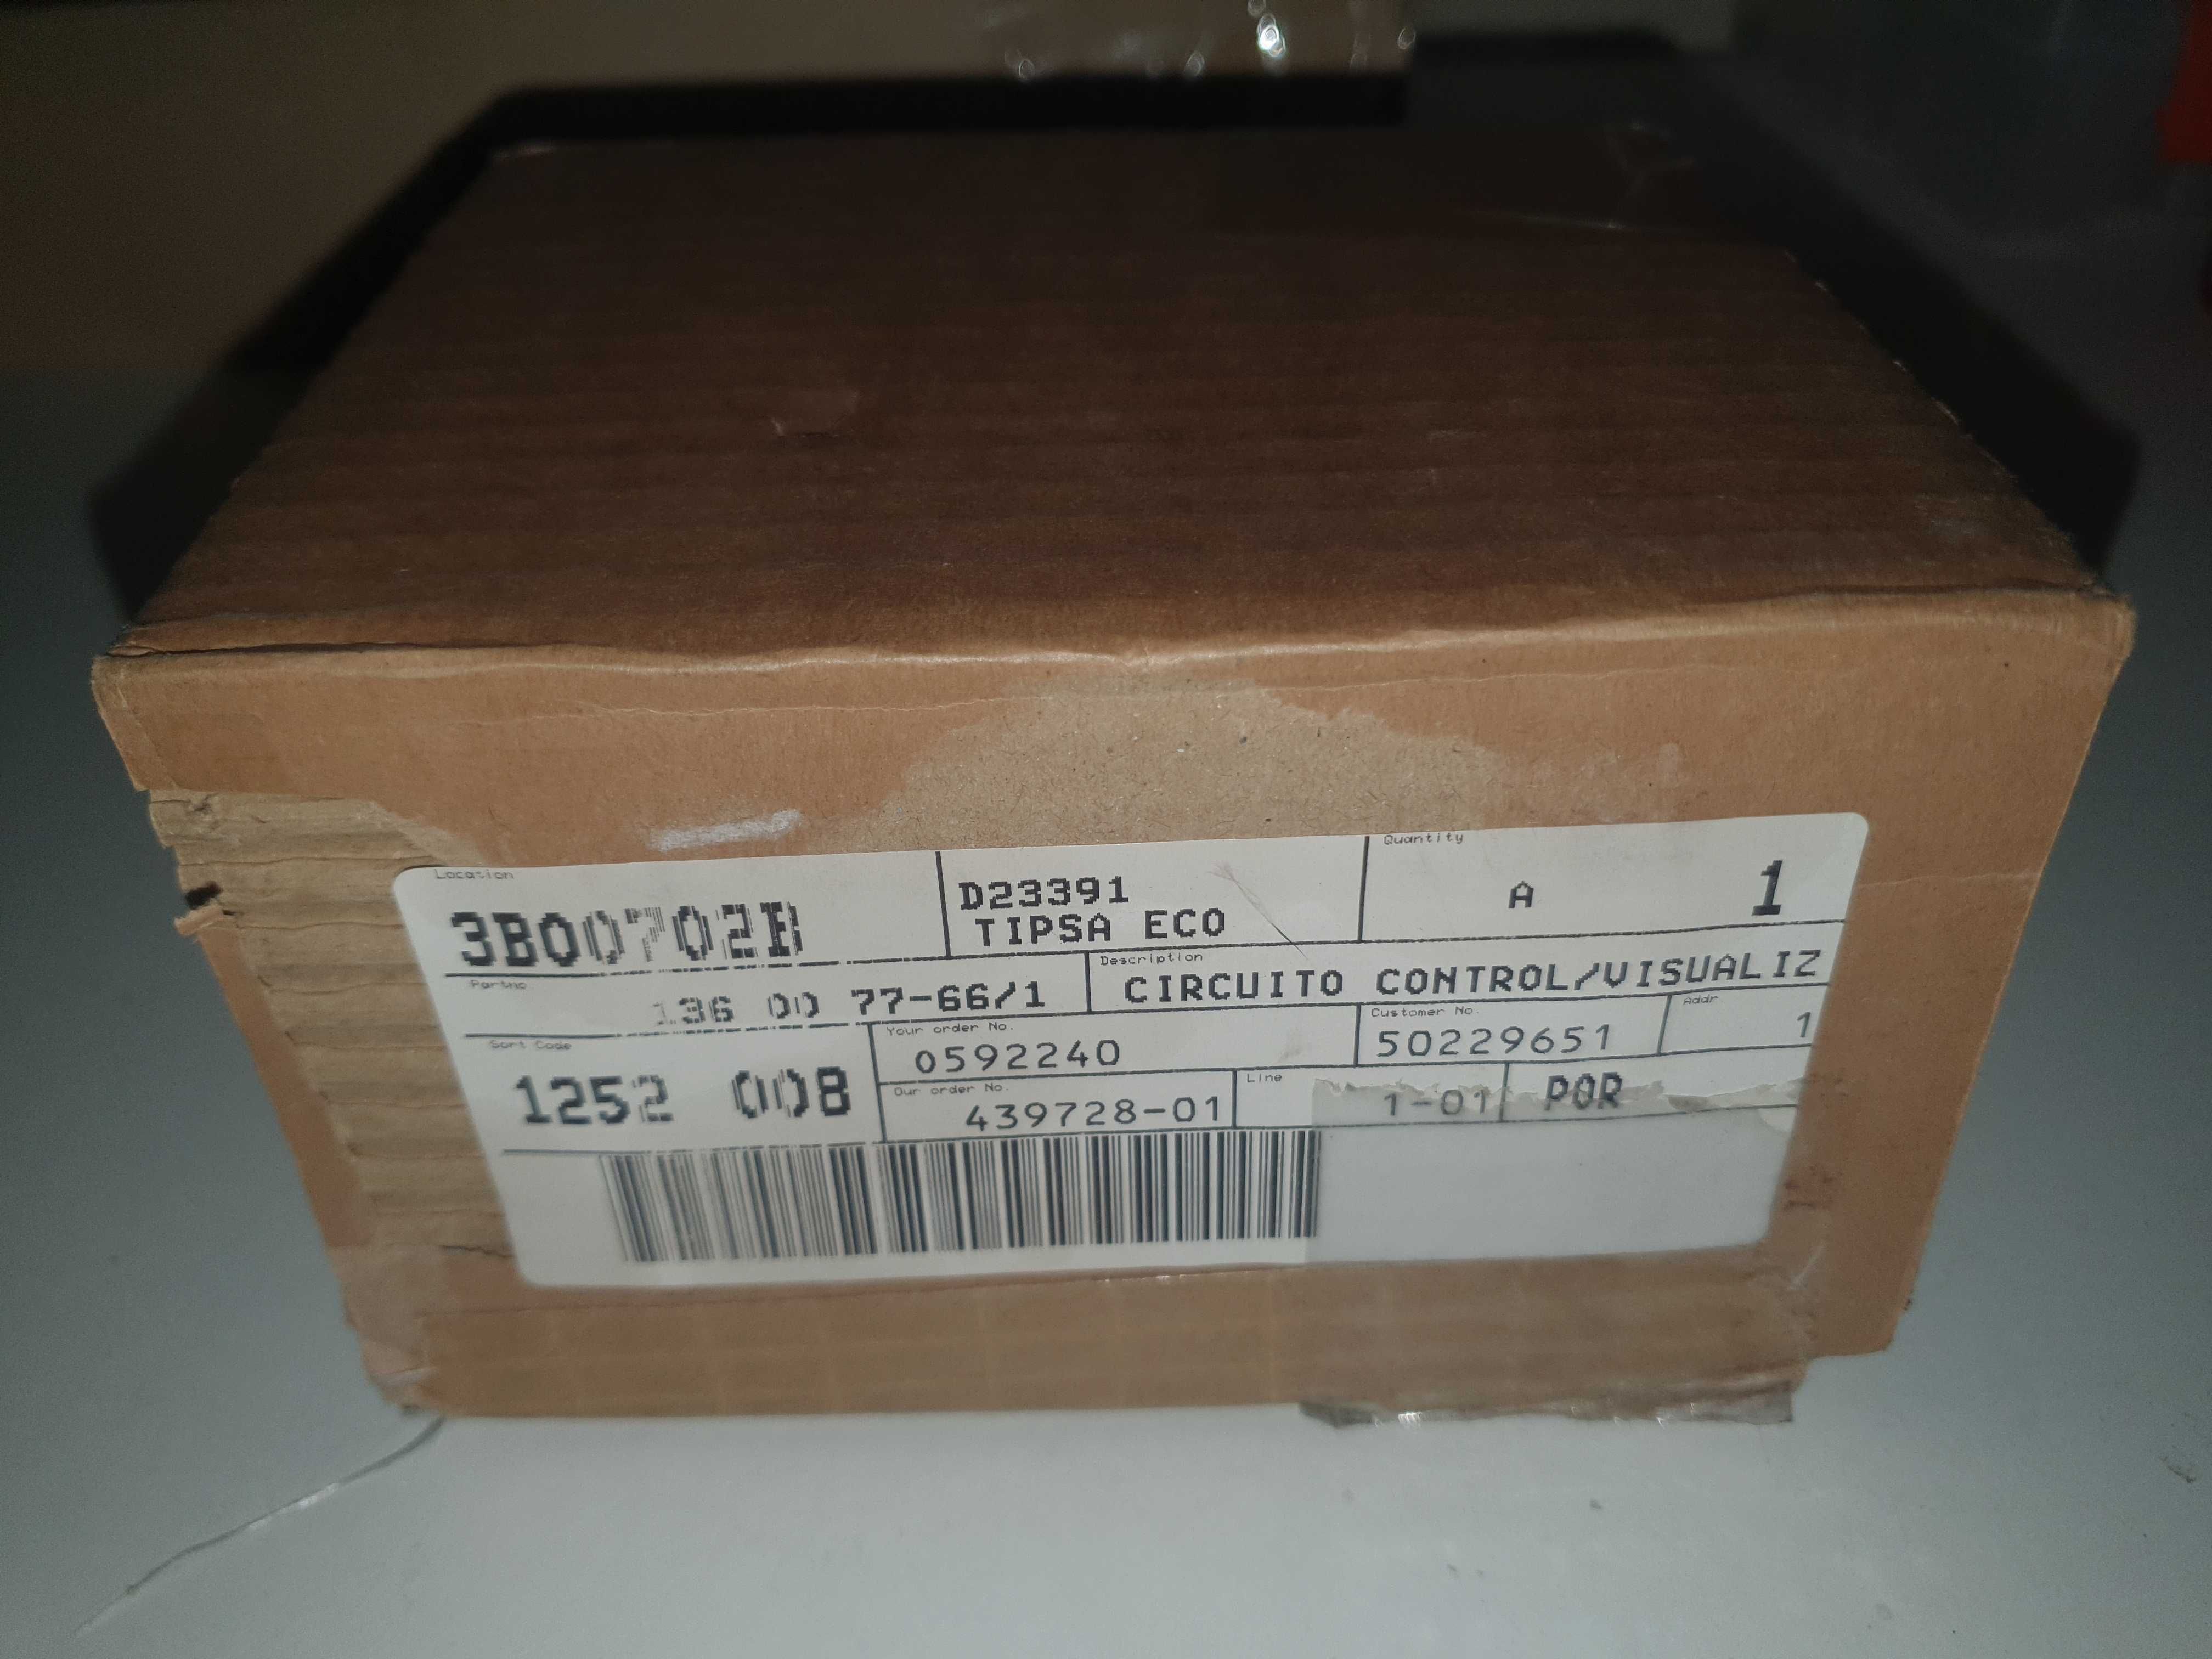 Location
3B00702B
D23391
TIPSA ECO
Quantity
A 1
Partno
136 00 77-66/1
Description
CIRCUITO CONTROL/VISUALIZ
Sort Code
1252 008
Your order No.
0592240
Customer No.
50229651
Addr
1
Our order No.
439728-01
Line
1-01
POR